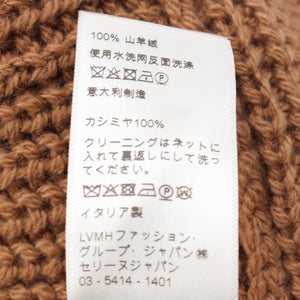 100% 山羊绒
使用水洗网反面洗涤
意大利制造
カシミヤ100%
クリーニングはネットに
入れて裏返しにして洗っ
てください。
イタリア製
LVMHファッション・
グループ・ジャパン㈱
セリーヌジャパン
03 - 5414 - 1401